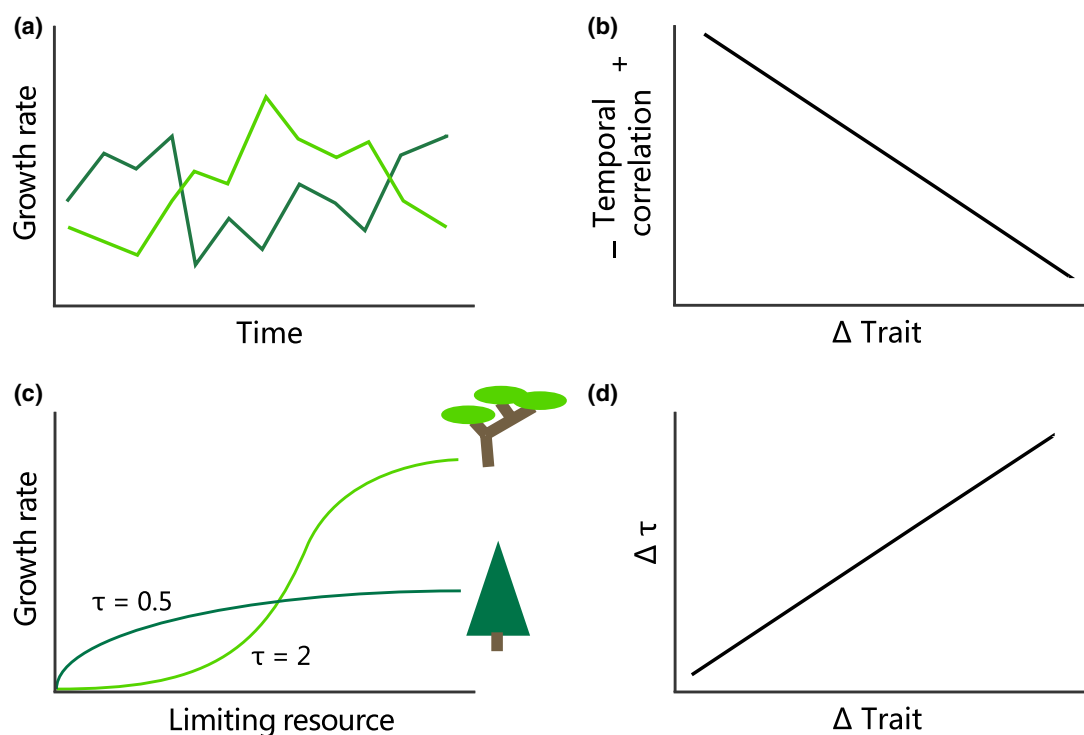 (a)
Growth rate
Time
(b)
− Temporal +
correlation
Δ Trait
(c)
Growth rate
τ = 0.5
τ = 2
Limiting resource
(d)
Δ τ
Δ Trait